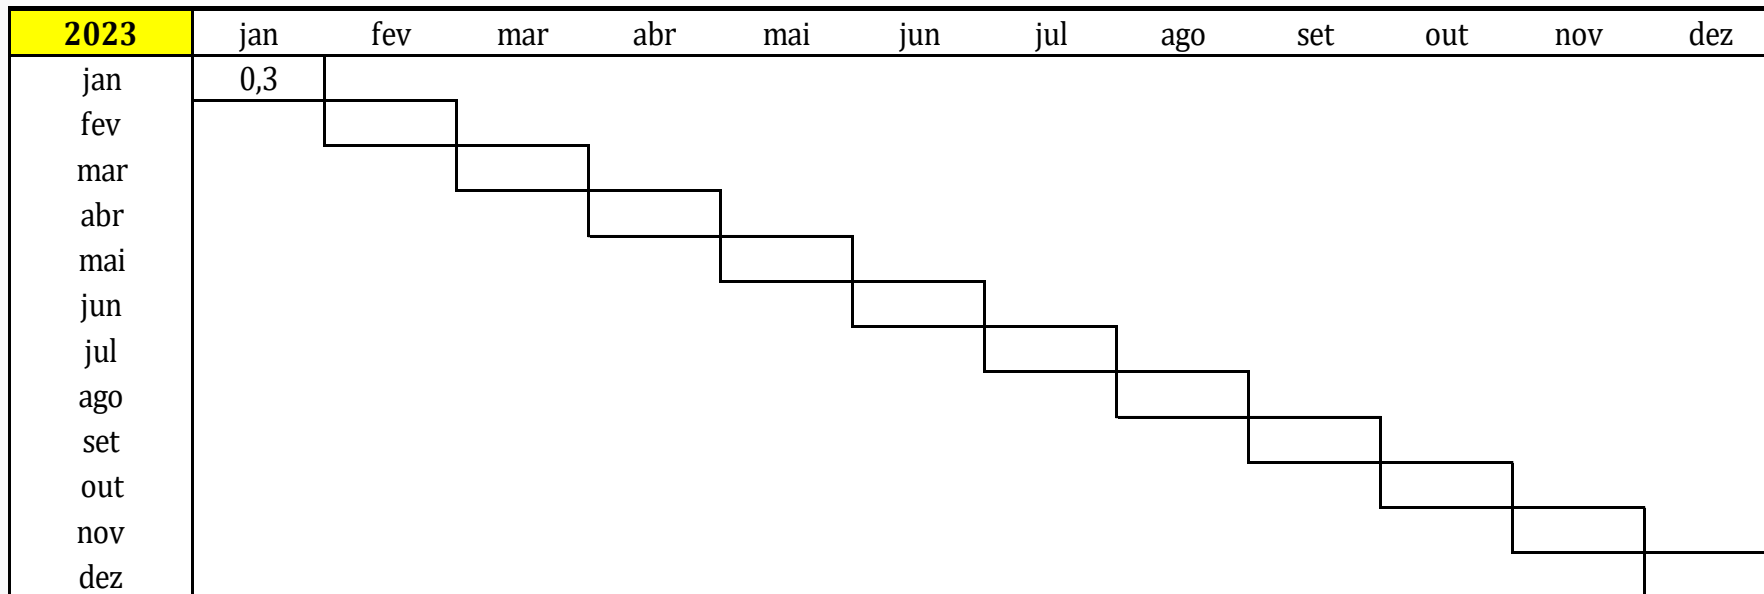 2023 jan fev mar abr mai jun jul ago set out nov dez
jan 0,3
fev
mar
abr
mai
jun
jul
ago
set
out
nov
dez